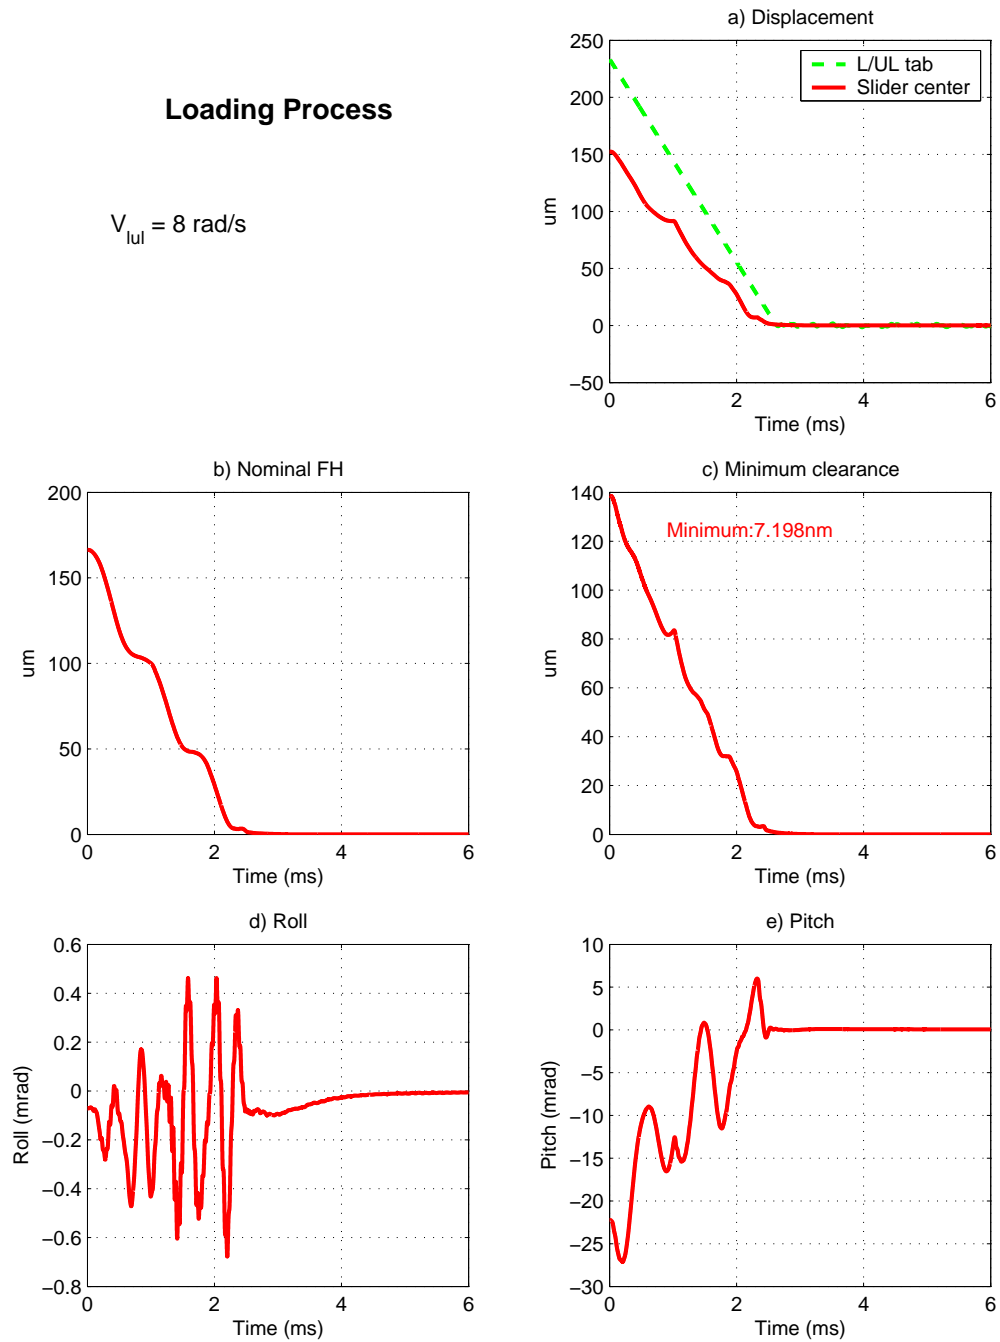 a) Displacement
250
200
150
100
50
0
−50
um
L/UL tab
Slider center
0 2 4 6
Time (ms)
Loading Process
V_lul = 8 rad/s
b) Nominal FH
200
150
100
50
0
um
0 2 4 6
Time (ms)
c) Minimum clearance
140
120
100
80
60
40
20
0
um
Minimum:7.198nm
0 2 4 6
Time (ms)
d) Roll
0.6
0.4
0.2
0
−0.2
−0.4
−0.6
−0.8
Roll (mrad)
0 2 4 6
Time (ms)
e) Pitch
10
5
0
−5
−10
−15
−20
−25
−30
Pitch (mrad)
0 2 4 6
Time (ms)